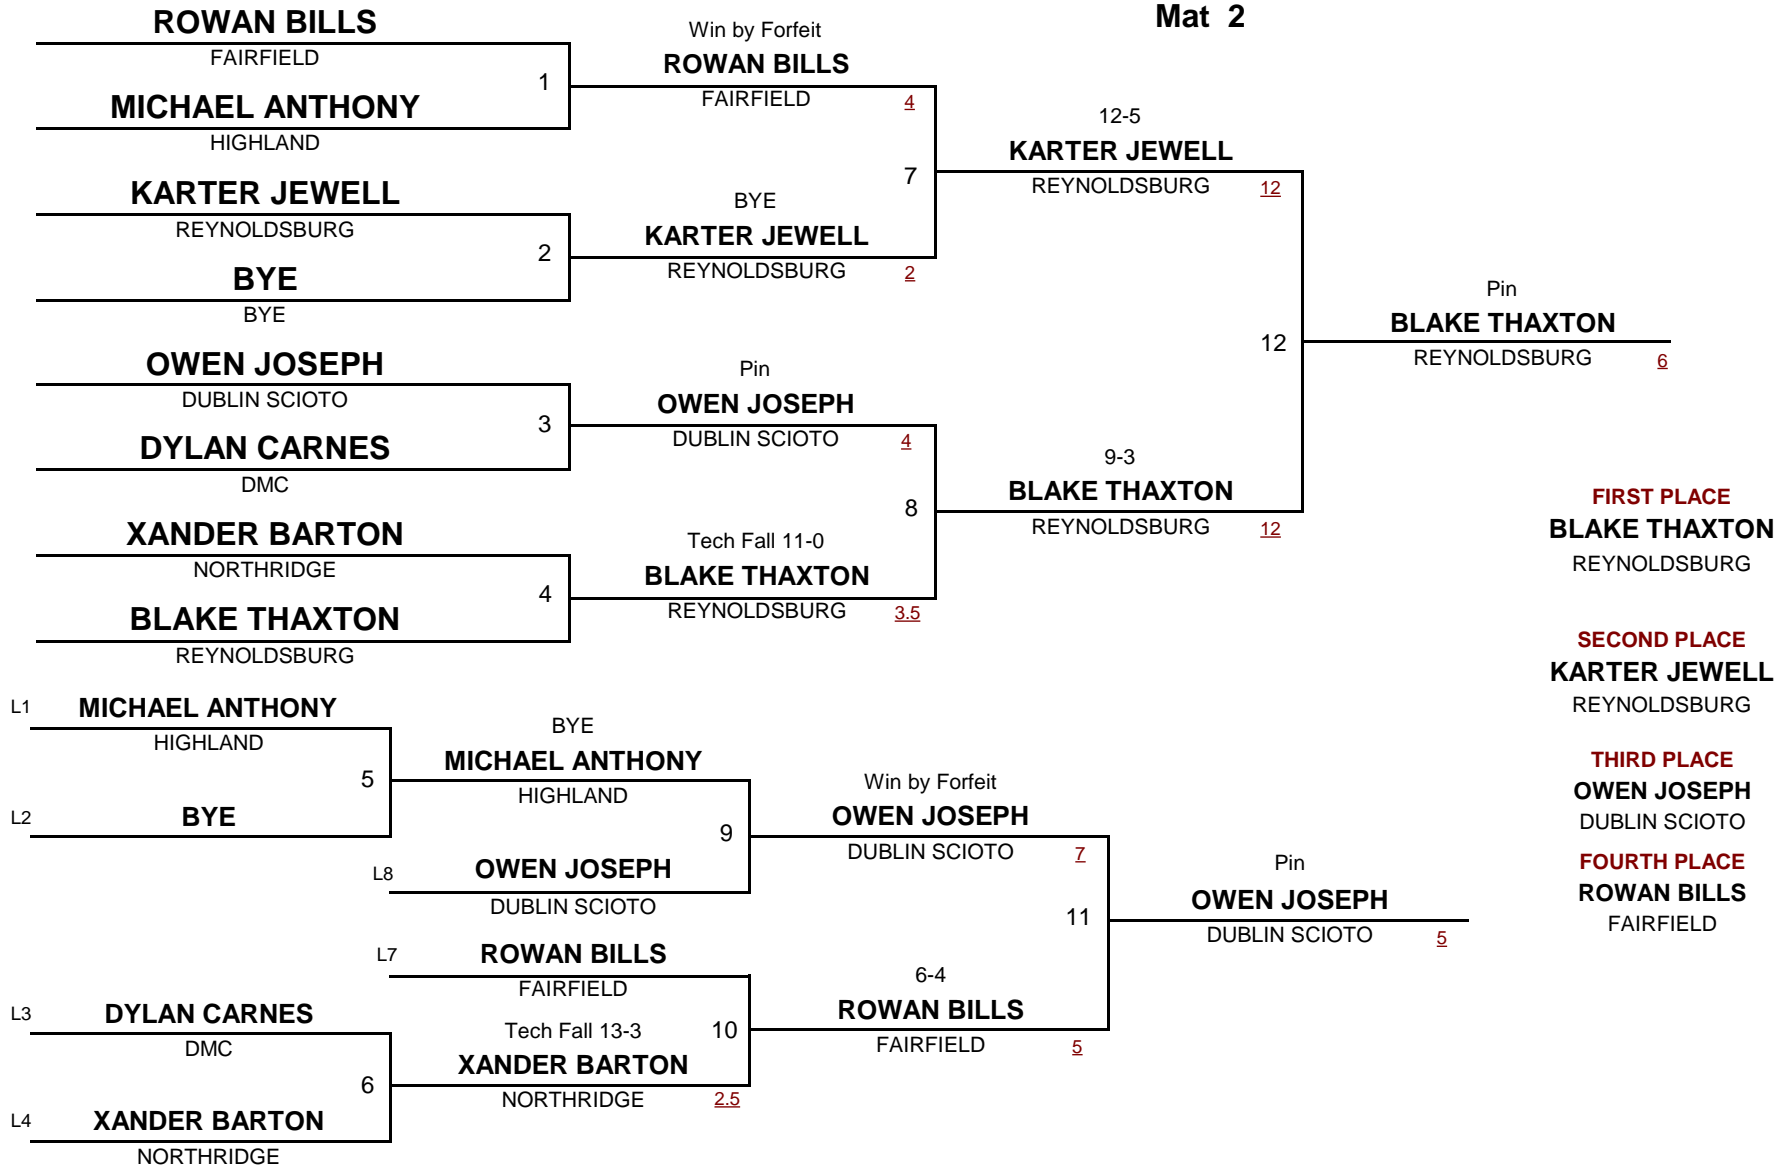 Mat 2
ROWAN BILLS
FAIRFIELD
1
MICHAEL ANTHONY
HIGHLAND
KARTER JEWELL
REYNOLDSBURG
2
BYE
BYE
OWEN JOSEPH
DUBLIN SCIOTO
3
DYLAN CARNES
DMC
XANDER BARTON
NORTHRIDGE
4
BLAKE THAXTON
REYNOLDSBURG
Win by Forfeit
ROWAN BILLS
FAIRFIELD 4
7
BYE
KARTER JEWELL
REYNOLDSBURG 2
Pin
OWEN JOSEPH
DUBLIN SCIOTO 4
8
Tech Fall 11-0
BLAKE THAXTON
REYNOLDSBURG 3.5
12-5
KARTER JEWELL
REYNOLDSBURG 12
12
9-3
BLAKE THAXTON
REYNOLDSBURG 12
Pin
BLAKE THAXTON
REYNOLDSBURG 6
FIRST PLACE
BLAKE THAXTON
REYNOLDSBURG
SECOND PLACE
KARTER JEWELL
REYNOLDSBURG
THIRD PLACE
OWEN JOSEPH
DUBLIN SCIOTO
FOURTH PLACE
ROWAN BILLS
FAIRFIELD
L1 MICHAEL ANTHONY
HIGHLAND
5
L2 BYE
BYE
MICHAEL ANTHONY
HIGHLAND
9
L8 OWEN JOSEPH
DUBLIN SCIOTO
L7 ROWAN BILLS
FAIRFIELD
10
Tech Fall 13-3
XANDER BARTON
NORTHRIDGE 2.5
L3 DYLAN CARNES
DMC
6
L4 XANDER BARTON
NORTHRIDGE
Win by Forfeit
OWEN JOSEPH
DUBLIN SCIOTO 7
11
6-4
ROWAN BILLS
FAIRFIELD 5
Pin
OWEN JOSEPH
DUBLIN SCIOTO 5